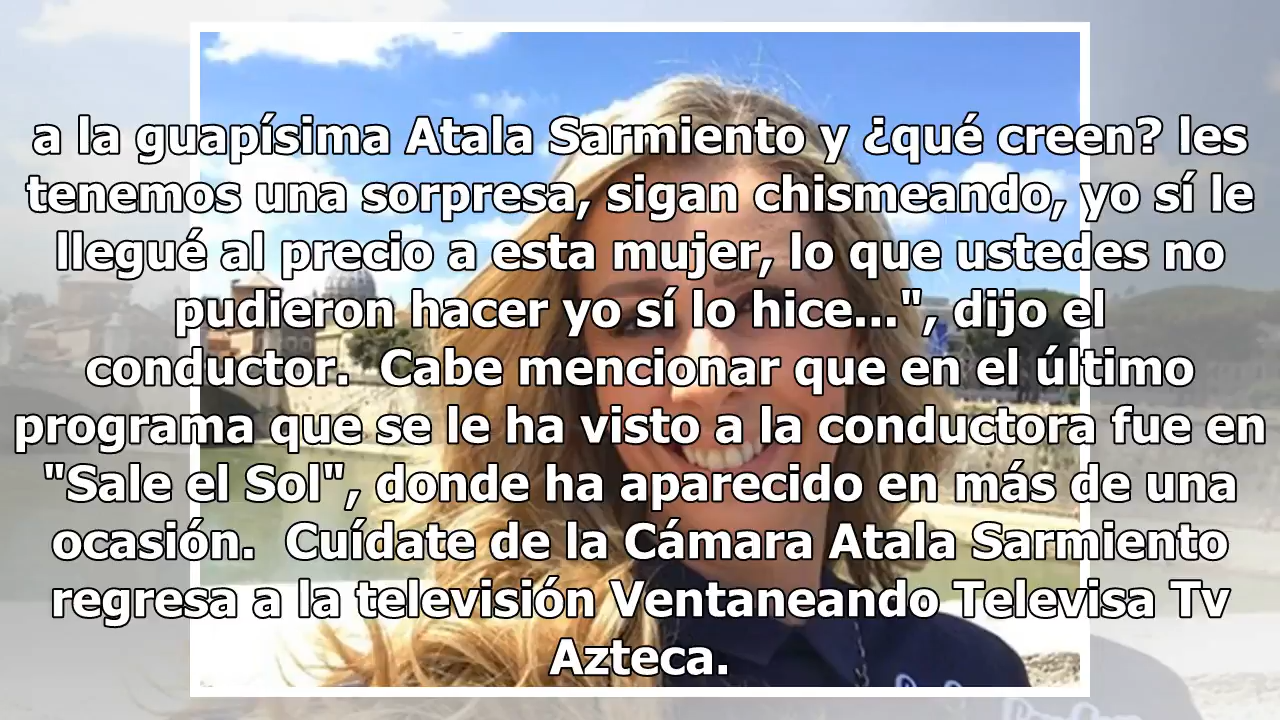 a la guapísima Atala Sarmiento y ¿qué creen? les
tenemos una sorpresa, sigan chismeando, yo sí le
llegué al precio a esta mujer, lo que ustedes no
pudieron hacer yo sí lo hice...", dijo el
conductor.  Cabe mencionar que en el último
programa que se le ha visto a la conductora fue en
"Sale el Sol", donde ha aparecido en más de una
ocasión.  Cuídate de la Cámara Atala Sarmiento
regresa a la televisión Ventaneando Televisa Tv
Azteca.